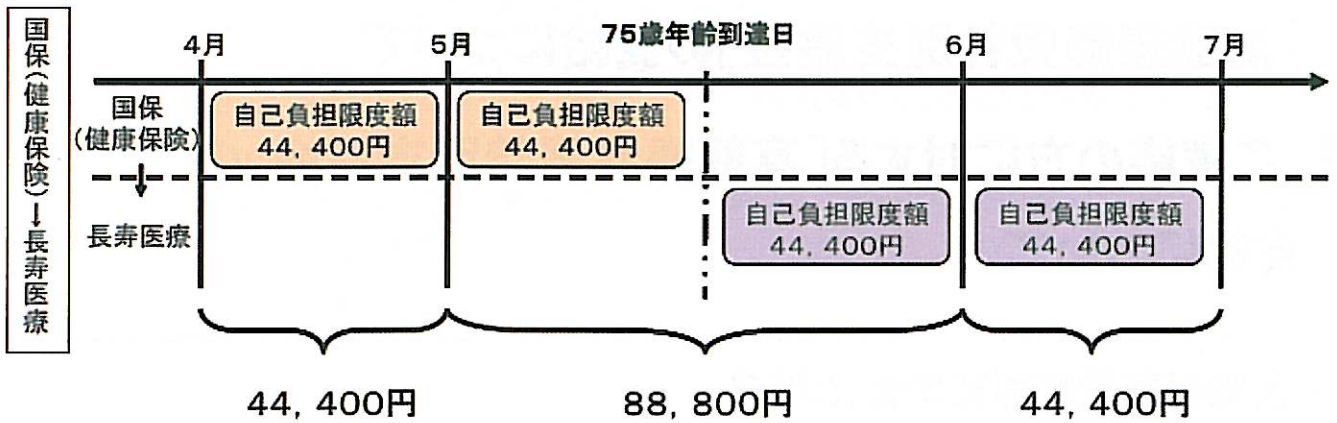 国保(健康保険)→長寿医療
4月
5月
75歳年齢到達日
6月
7月
国保
(健康保険)
↓
長寿医療
自己負担限度額
44,400円
自己負担限度額
44,400円
自己負担限度額
44,400円
自己負担限度額
44,400円
44,400円
88,800円
44,400円